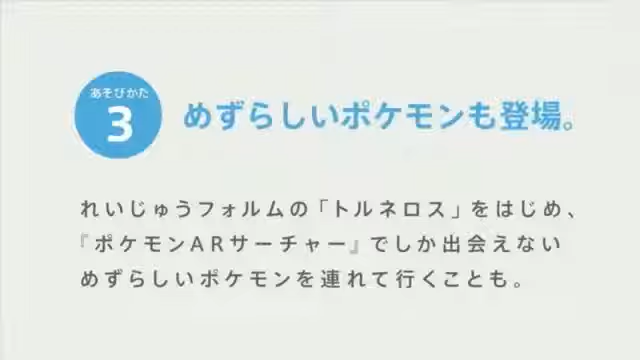 あそびかた
3
めずらしいポケモンも登場。
れいじゅうフォルムの「トルネロス」をはじめ、
『ポケモンARサーチャー』でしか出会えない
めずらしいポケモンを連れて行くことも。